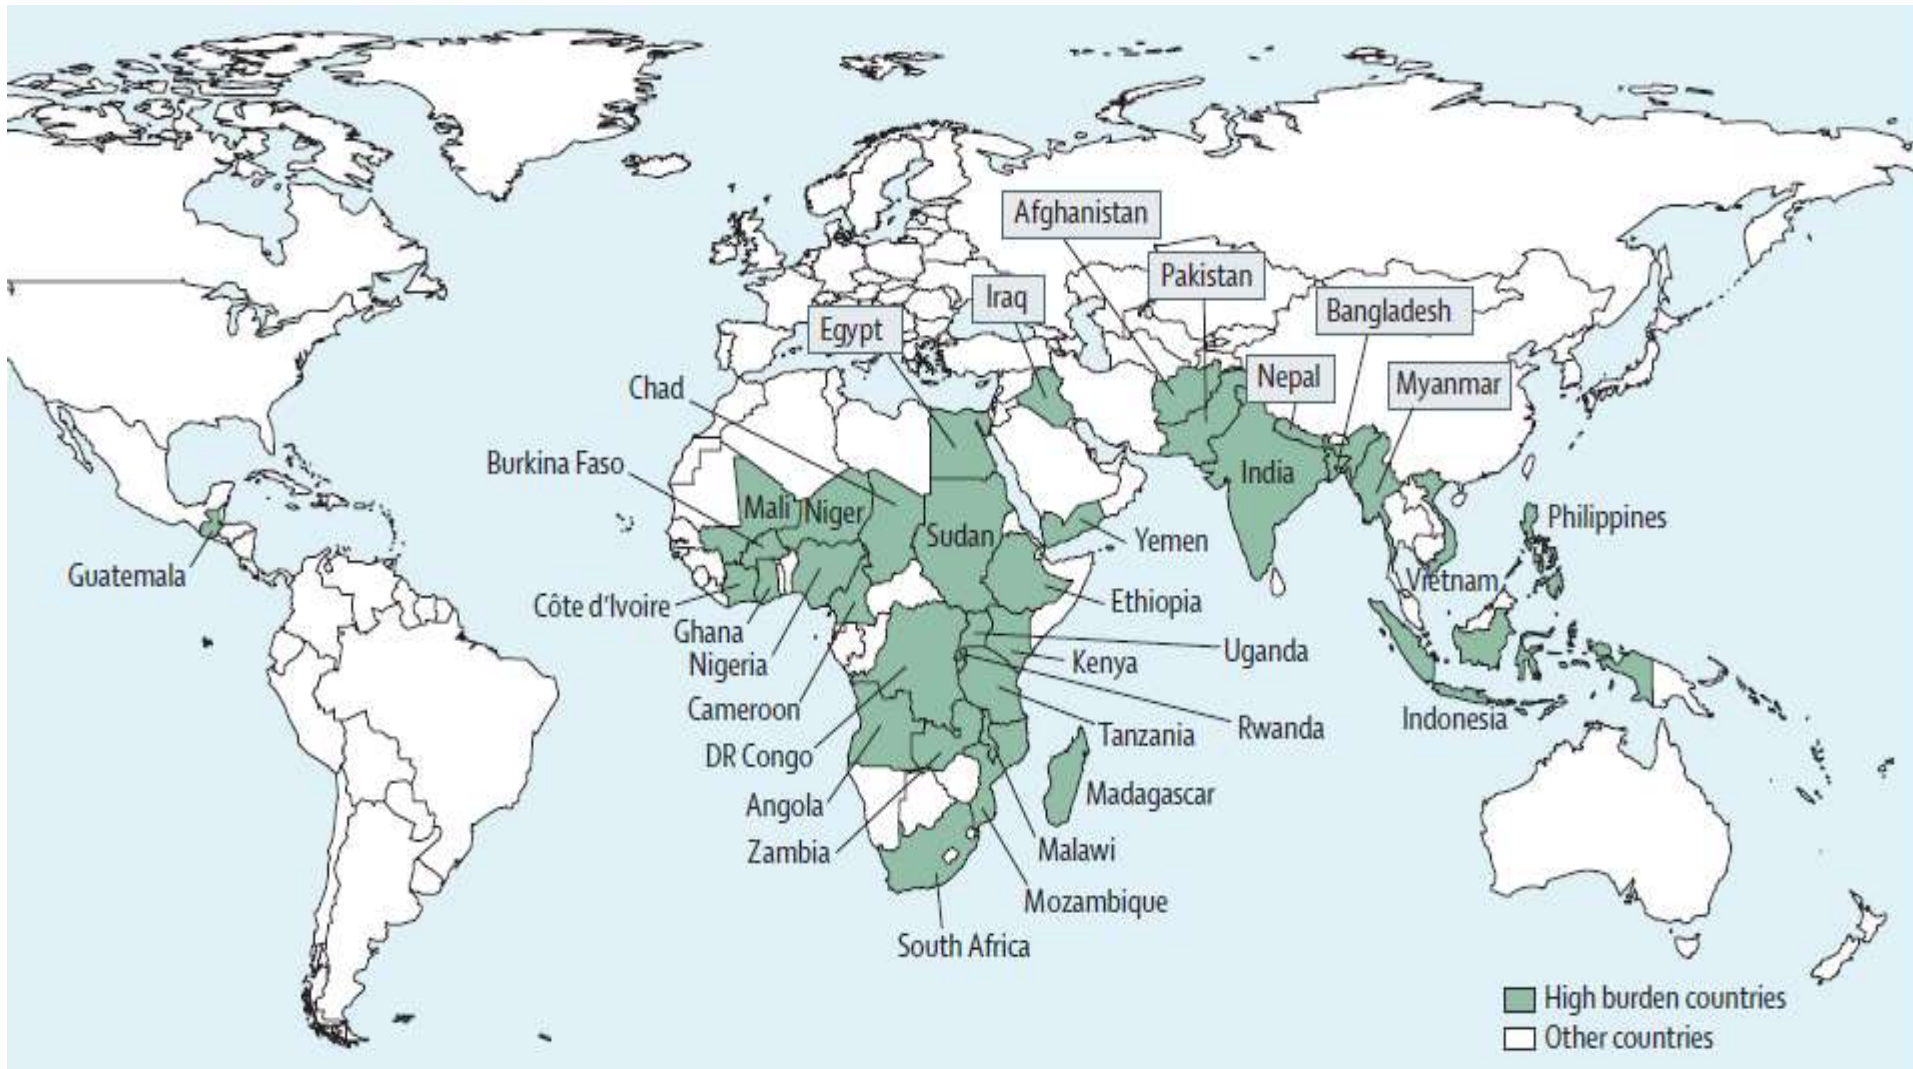 Afghanistan
Pakistan
Iraq
Bangladesh
Egypt
Nepal
Myanmar
Chad
Burkina Faso
India
Mali
Niger
Philippines
Sudan
Yemen
Guatemala
Vietnam
Côte d'Ivoire
Ethiopia
Ghana
Uganda
Nigeria
Kenya
Cameroon
Indonesia
Rwanda
Tanzania
DR Congo
Madagascar
Angola
Zambia
Malawi
Mozambique
South Africa
High burden countries
Other countries